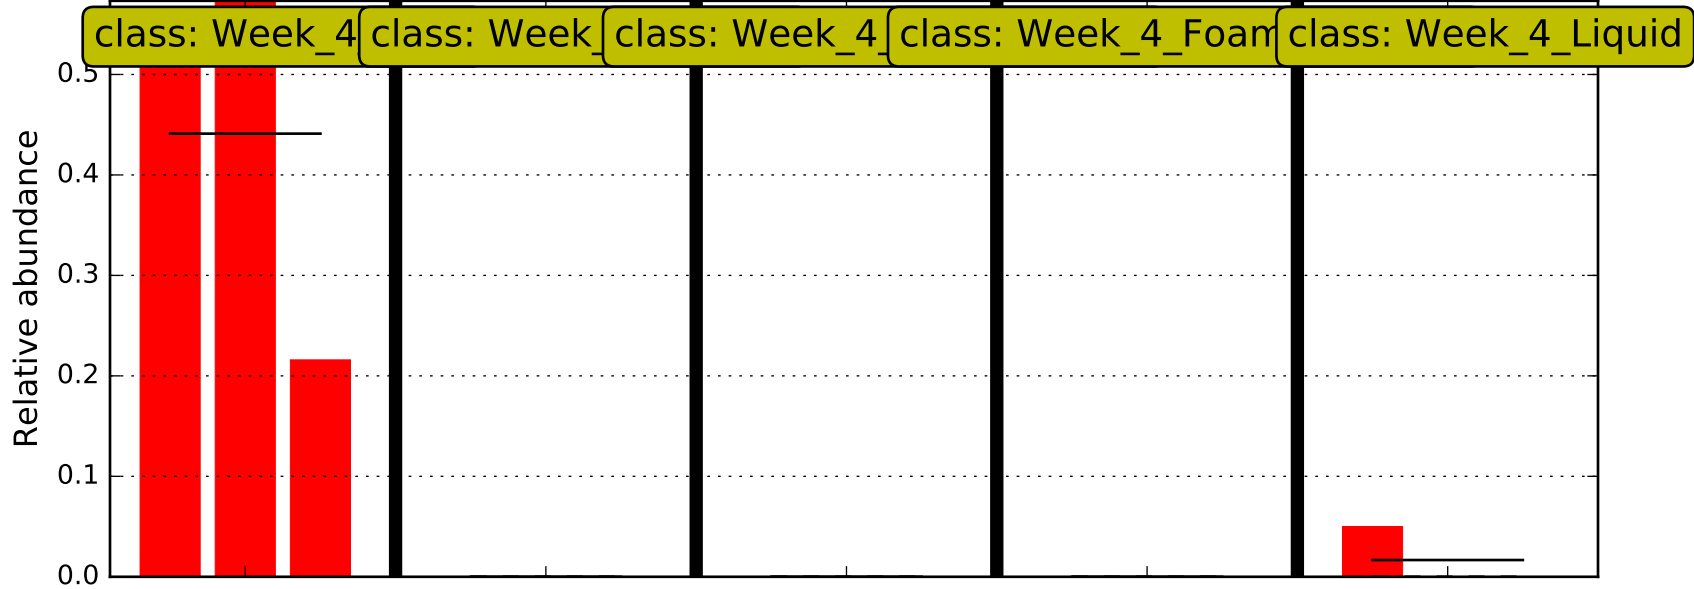 class: Week_4
class: Week_
class: Week_4_
class: Week_4_Foam
class: Week_4_Liquid
Relative abundance
0.5
0.4
0.3
0.2
0.1
0.0